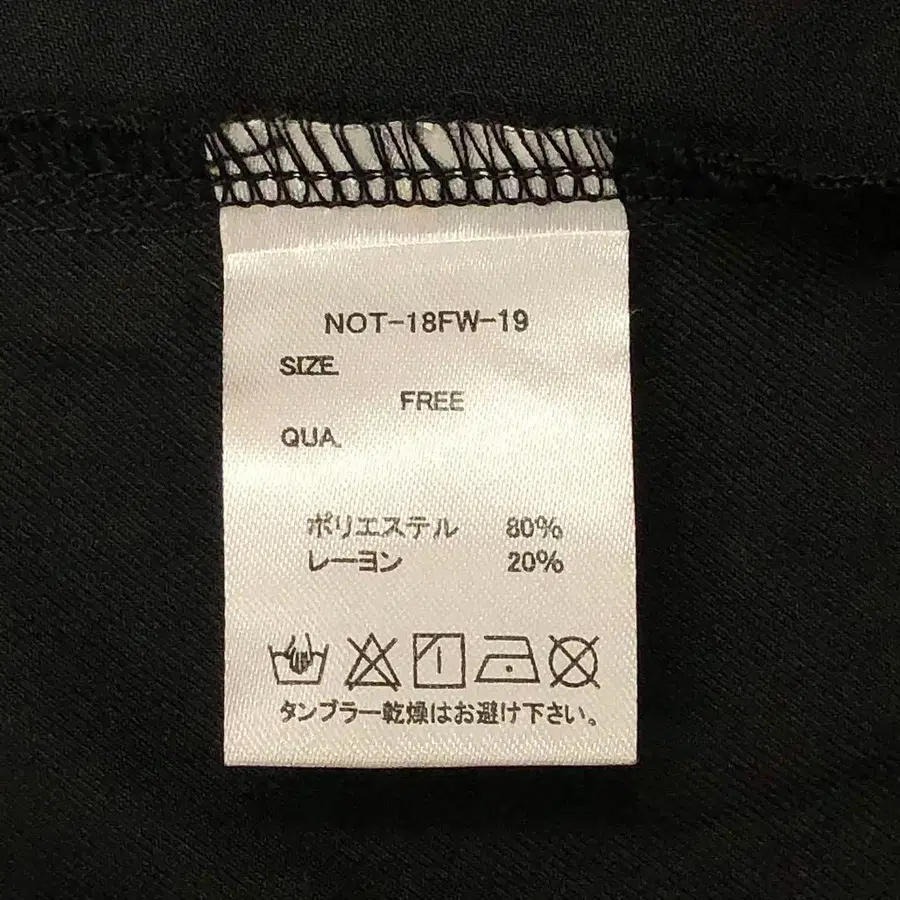 NOT-18FW-19
SIZE.
FREE
QUA.
ポリエステル 80%
レーヨン 20%
タンブラー乾燥はお避け下さい。